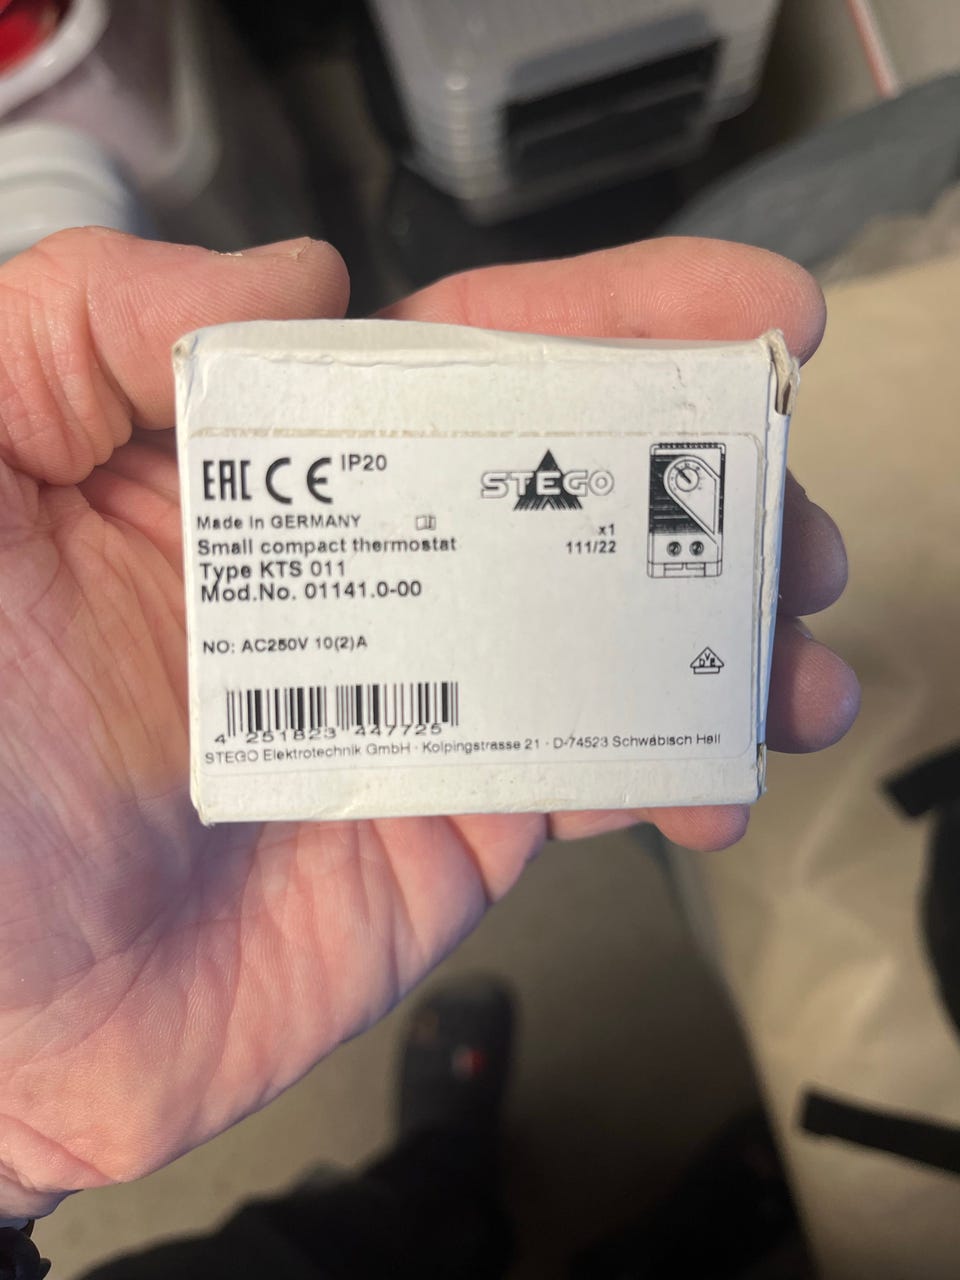 EAC CE IP20
STEGO
Made in GERMANY
x1
Small compact thermostat
111/22
Type KTS 011
Mod.No. 01141.0-00
NO: AC250V 10(2)A
DVE
4 251823 447725
STEGO Elektrotechnik GmbH · Kolpingstrasse 21 · D-74523 Schwäbisch Hall